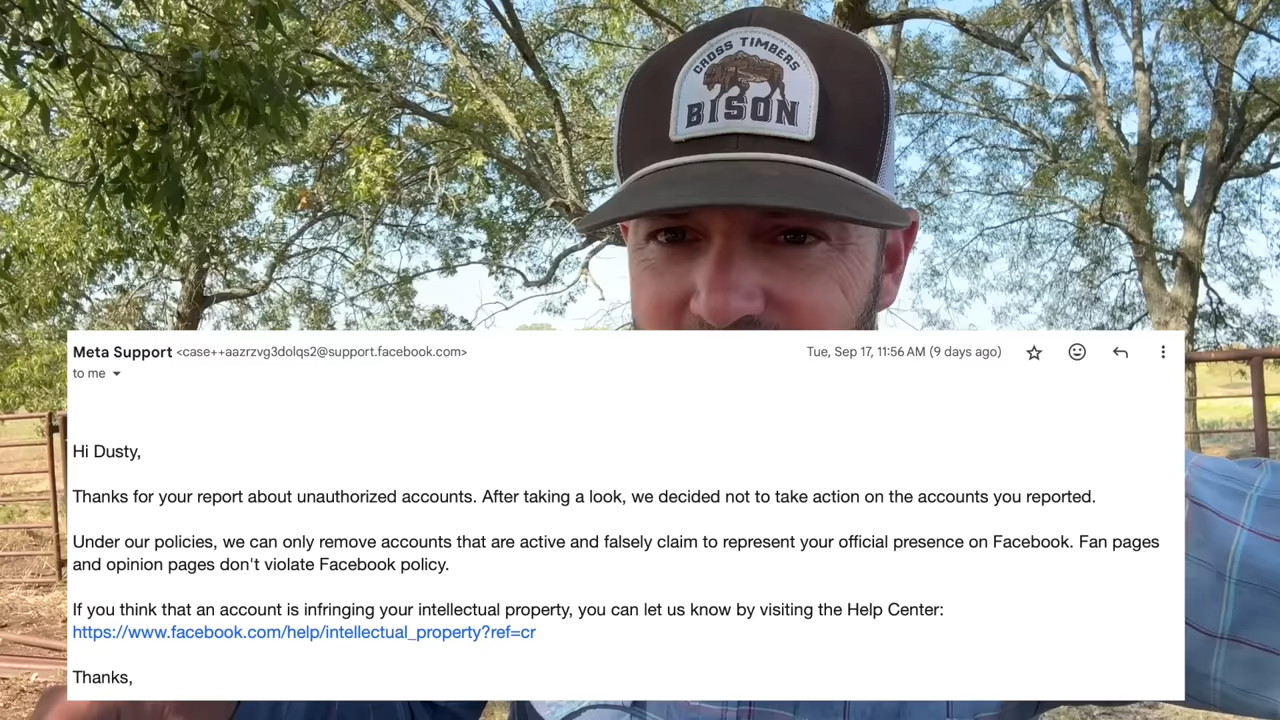 CROSS TIMBERS
BISON
Meta Support <case++aazrzvg3dolqs2@support.facebook.com>
Tue, Sep 17, 11:56 AM (9 days ago)
to me
Hi Dusty,
Thanks for your report about unauthorized accounts. After taking a look, we decided not to take action on the accounts you reported.
Under our policies, we can only remove accounts that are active and falsely claim to represent your official presence on Facebook. Fan pages
and opinion pages don't violate Facebook policy.
If you think that an account is infringing your intellectual property, you can let us know by visiting the Help Center:
https://www.facebook.com/help/intellectual_property?ref=cr
Thanks,